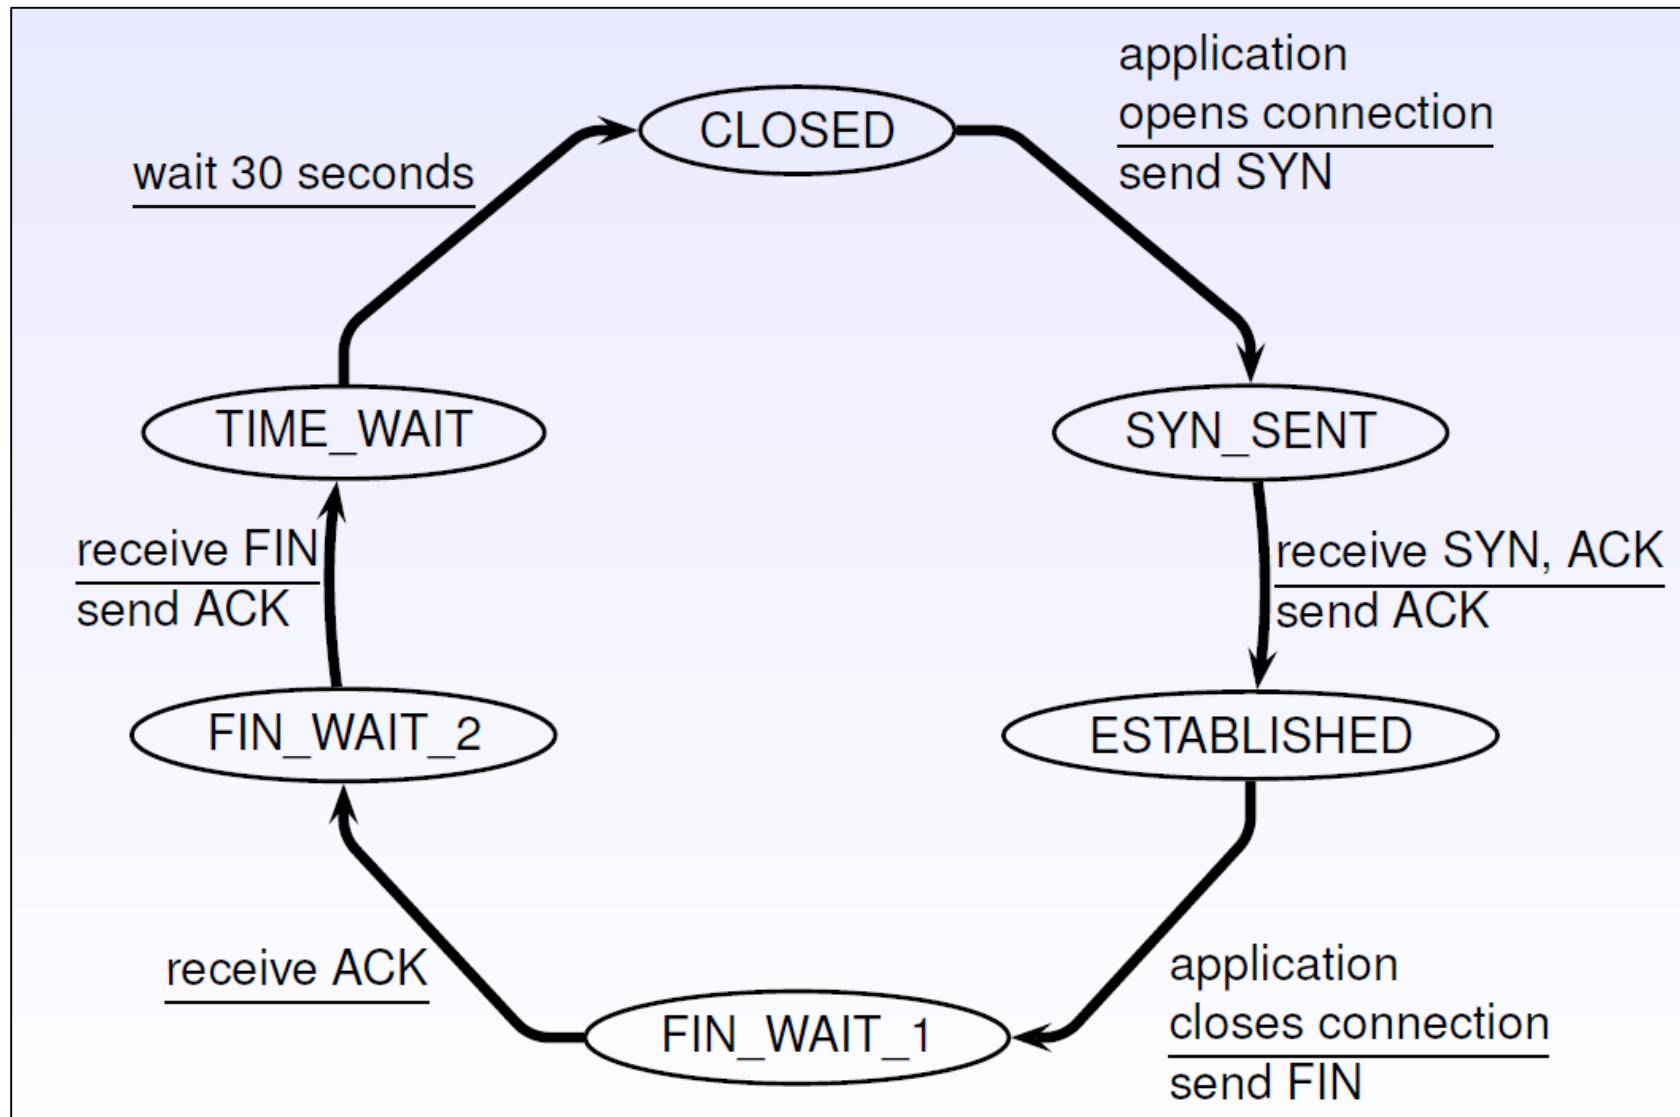 CLOSED
application
opens connection
send SYN
wait 30 seconds
TIME_WAIT
SYN_SENT
receive FIN
send ACK
receive SYN, ACK
send ACK
FIN_WAIT_2
ESTABLISHED
receive ACK
FIN_WAIT_1
application
closes connection
send FIN